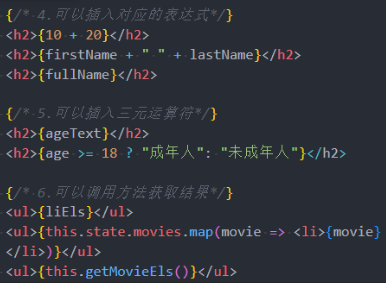 {/* 4.可以插入对应的表达式*/}
<h2>{10 + 20}</h2>
<h2>{firstName + " " + lastName}</h2>
<h2>{fullName}</h2>
{/* 5.可以插入三元运算符*/}
<h2>{ageText}</h2>
<h2>{age >= 18 ? "成年人": "未成年人"}</h2>
{/* 6.可以调用方法获取结果*/}
<ul>{liEls}</ul>
<ul>{this.state.movies.map(movie => <li>{movie}
</li>)}</ul>
<ul>{this.getMovieEls()}</ul>